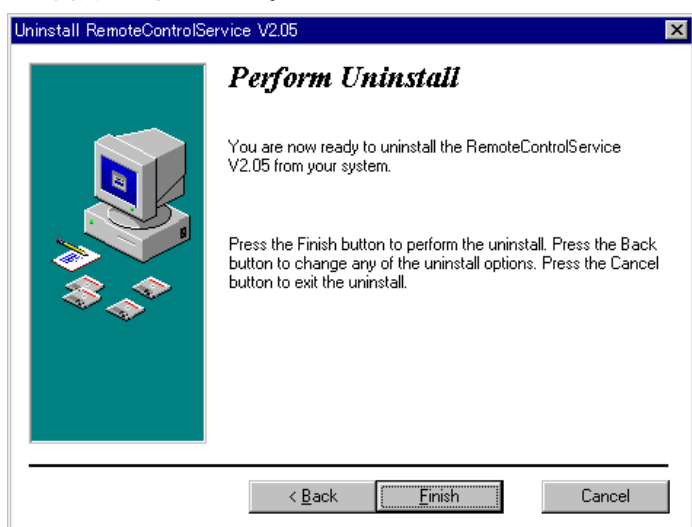 Uninstall RemoteControlService V2.05
Perform Uninstall
You are now ready to uninstall the RemoteControlService
V2.05 from your system.
Press the Finish button to perform the uninstall. Press the Back
button to change any of the uninstall options. Press the Cancel
button to exit the uninstall.
< Back
Finish
Cancel